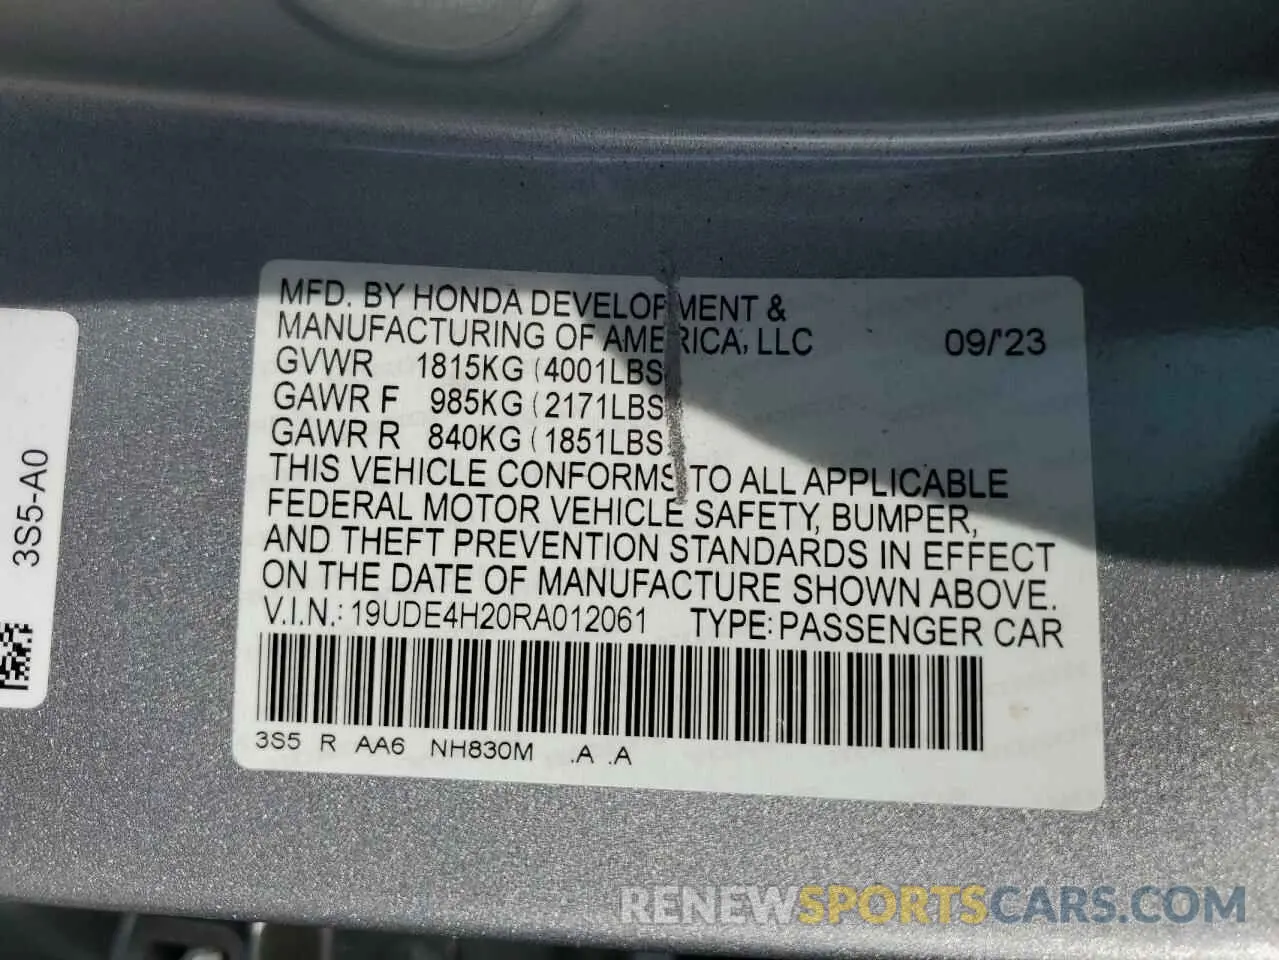 MFD. BY HONDA DEVELOPMENT &
MANUFACTURING OF AMERICA, LLC 09/'23
GVWR 1815KG (4001LBS
GAWR F 985KG (2171LBS
GAWR R 840KG (1851LBS
THIS VEHICLE CONFORMS TO ALL APPLICABLE
FEDERAL MOTOR VEHICLE SAFETY, BUMPER,
AND THEFT PREVENTION STANDARDS IN EFFECT
ON THE DATE OF MANUFACTURE SHOWN ABOVE.
V.I.N.: 19UDE4H20RA012061 TYPE: PASSENGER CAR
3S5 R AA6 NH830M .A .A
3S5-A0
RENEWSPORTSCARS.COM